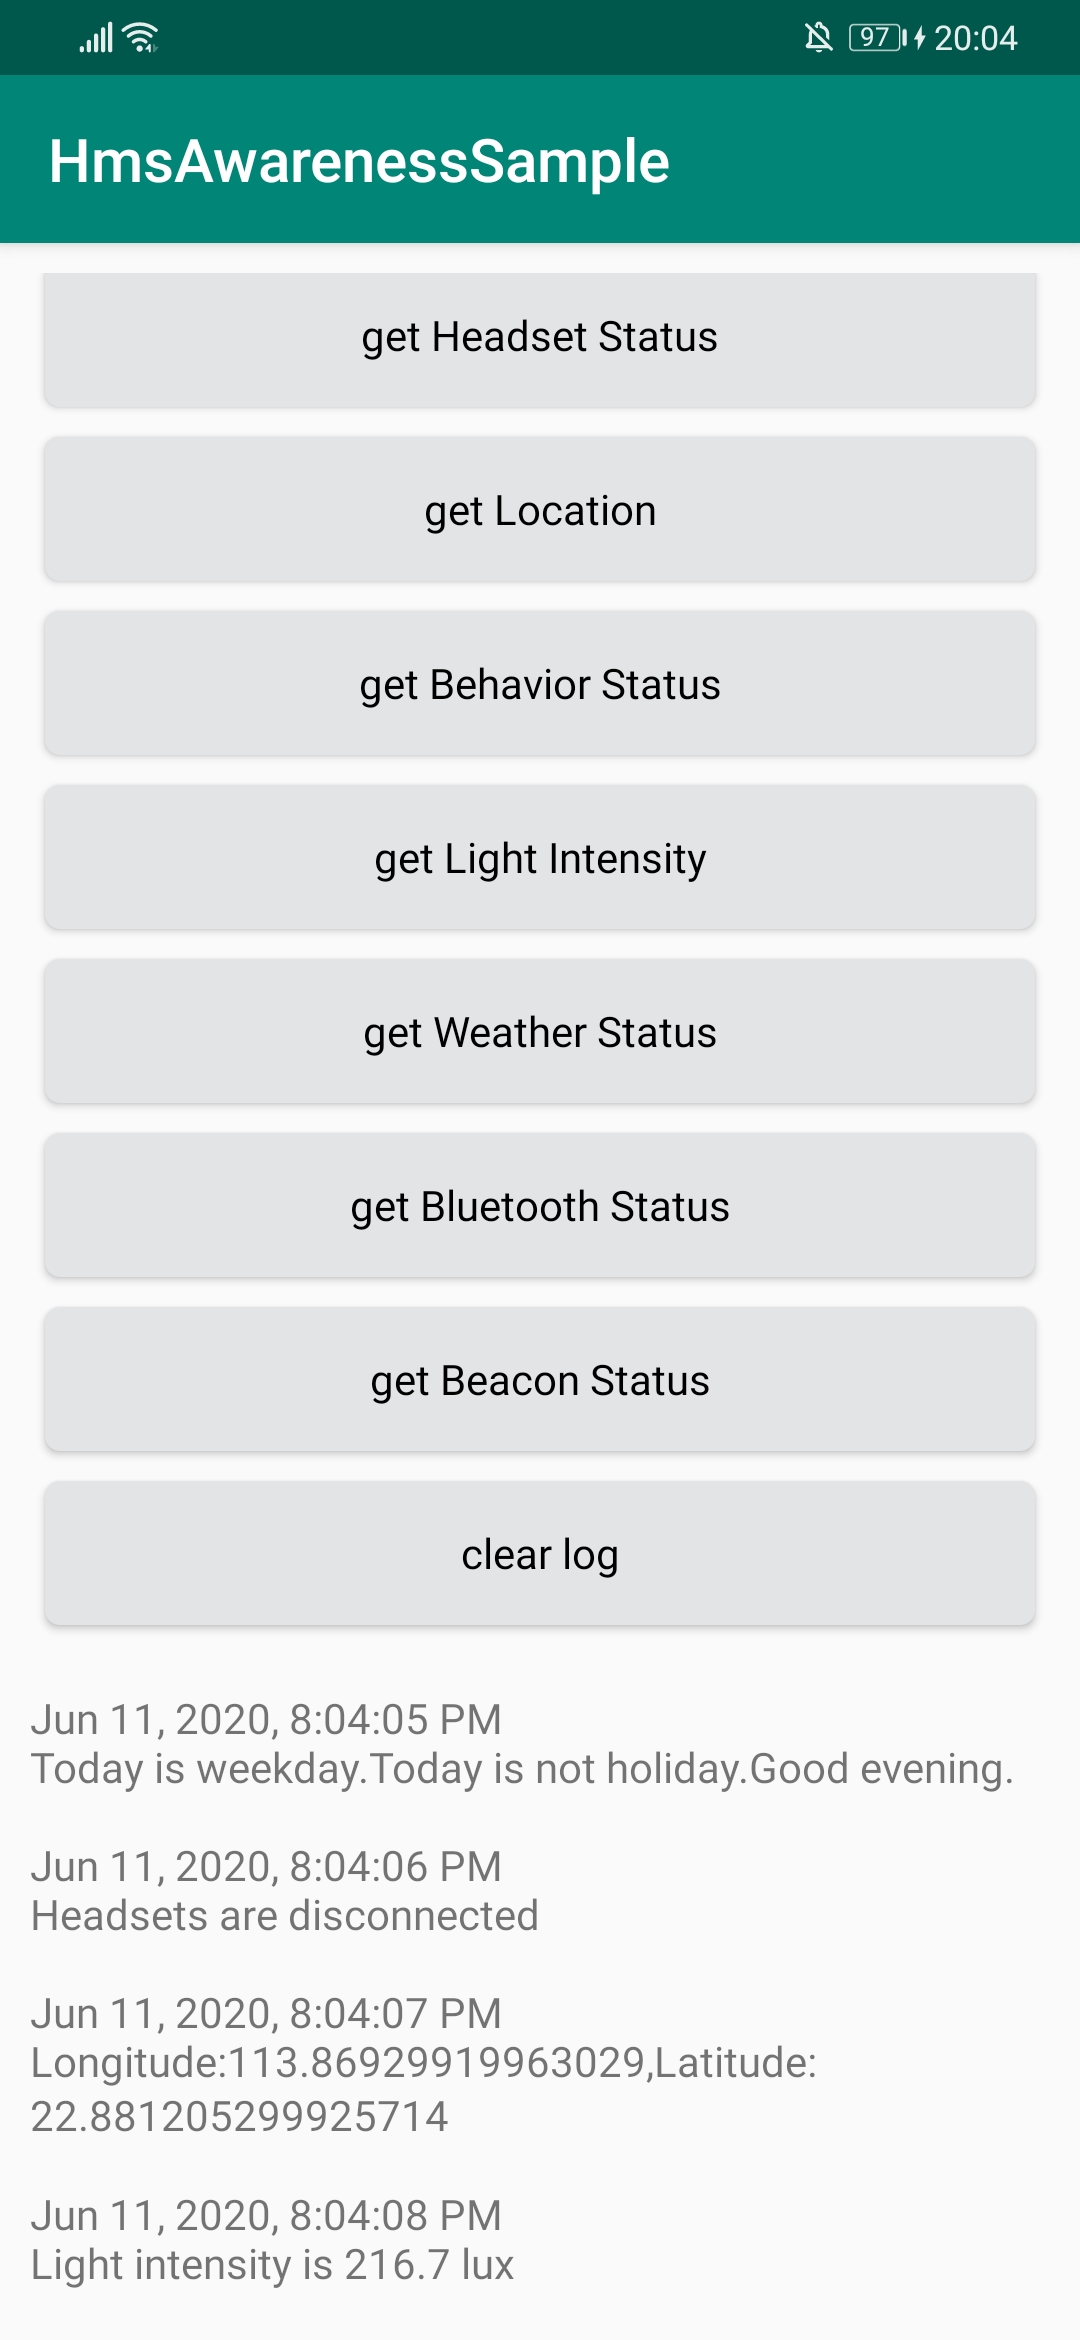 97 20:04
HmsAwarenessSample
get Headset Status
get Location
get Behavior Status
get Light Intensity
get Weather Status
get Bluetooth Status
get Beacon Status
clear log
Jun 11, 2020, 8:04:05 PM
Today is weekday.Today is not holiday.Good evening.
Jun 11, 2020, 8:04:06 PM
Headsets are disconnected
Jun 11, 2020, 8:04:07 PM
Longitude:113.86929919963029,Latitude:
22.881205299925714
Jun 11, 2020, 8:04:08 PM
Light intensity is 216.7 lux